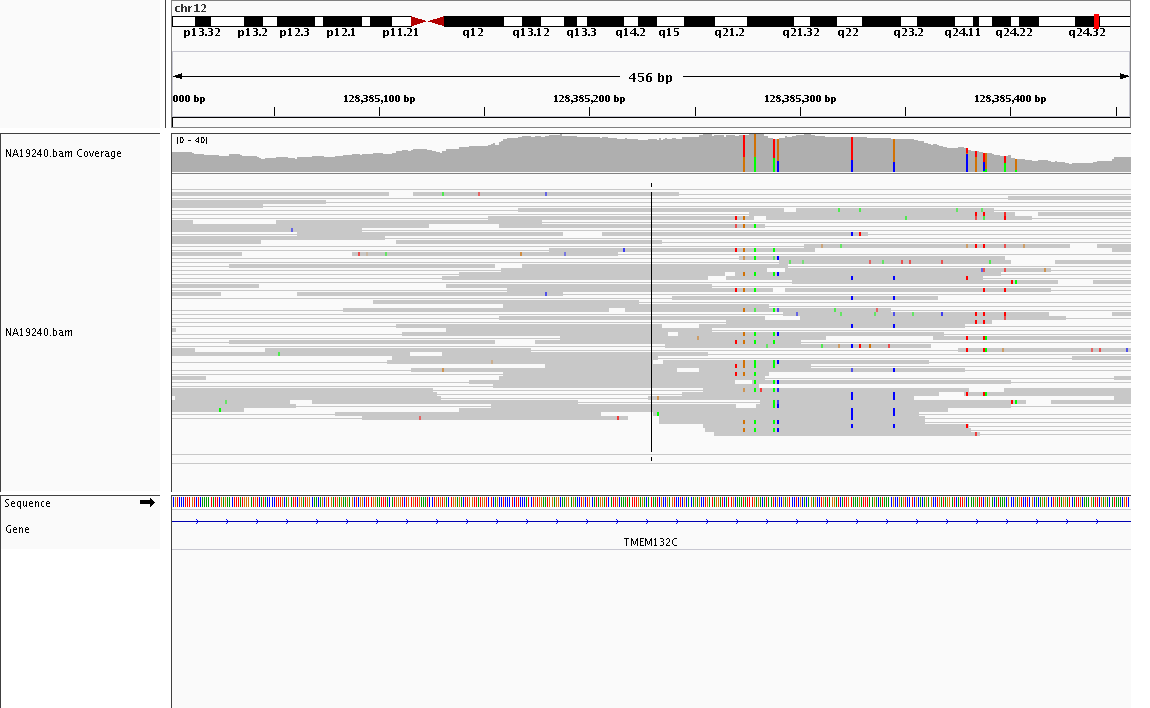 chr12
p13.32 p13.2 p12.3 p12.1 p11.21 q12 q13.12 q13.3 q14.2 q15 q21.2 q21.32 q22 q23.2 q24.11 q24.22 q24.32
456 bp
000 bp 128,385,100 bp 128,385,200 bp 128,385,300 bp 128,385,400 bp
[0 - 40]
NA19240.bam Coverage
NA19240.bam
Sequence
Gene
TMEM132C